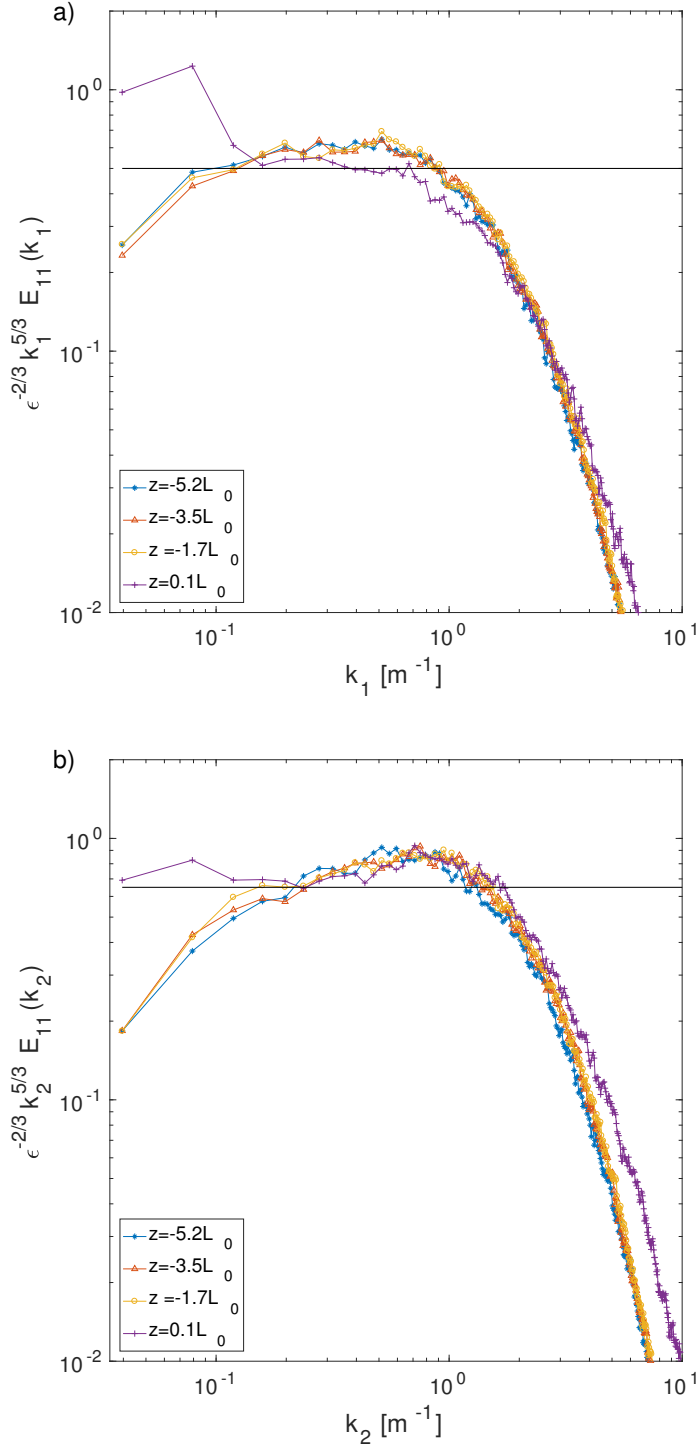 a)
10^0
10^-1
10^-2
ϵ^-2/3 k_1^5/3 E_11 (k_1)
z=-5.2L_0
z=-3.5L_0
z =-1.7L_0
z=0.1L_0
10^-1
10^0
10^1
k_1 [m^-1]
b)
10^0
10^-1
10^-2
ϵ^-2/3 k_2^5/3 E_11 (k_2)
z=-5.2L_0
z=-3.5L_0
z =-1.7L_0
z=0.1L_0
10^-1
10^0
10^1
k_2 [m^-1]